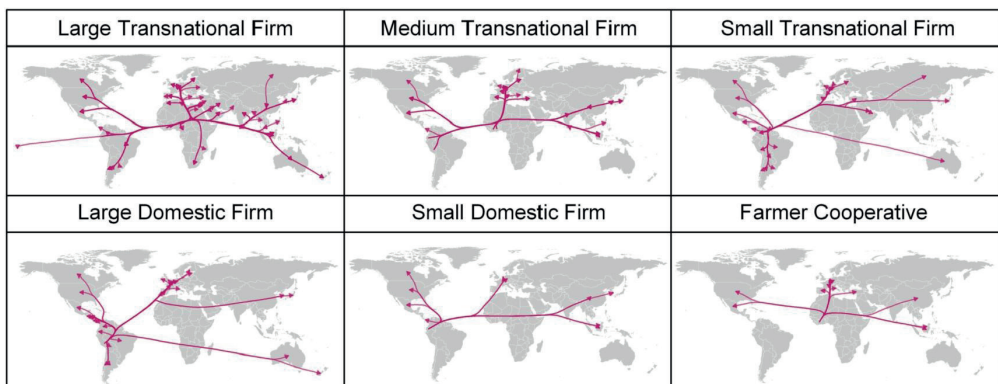 Large Transnational Firm
Medium Transnational Firm
Small Transnational Firm
Large Domestic Firm
Small Domestic Firm
Farmer Cooperative